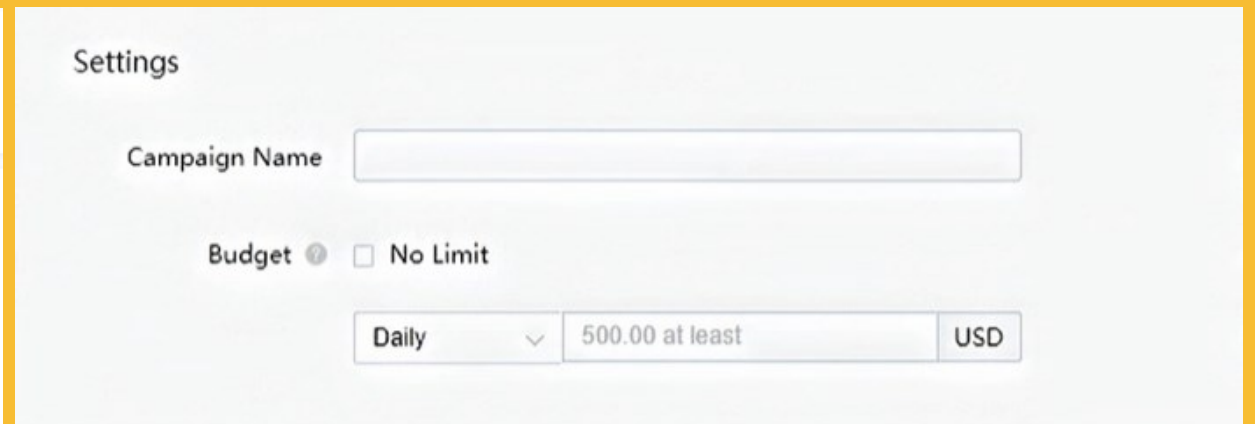 Settings
Campaign Name
Budget ? No Limit
Daily 500.00 at least USD